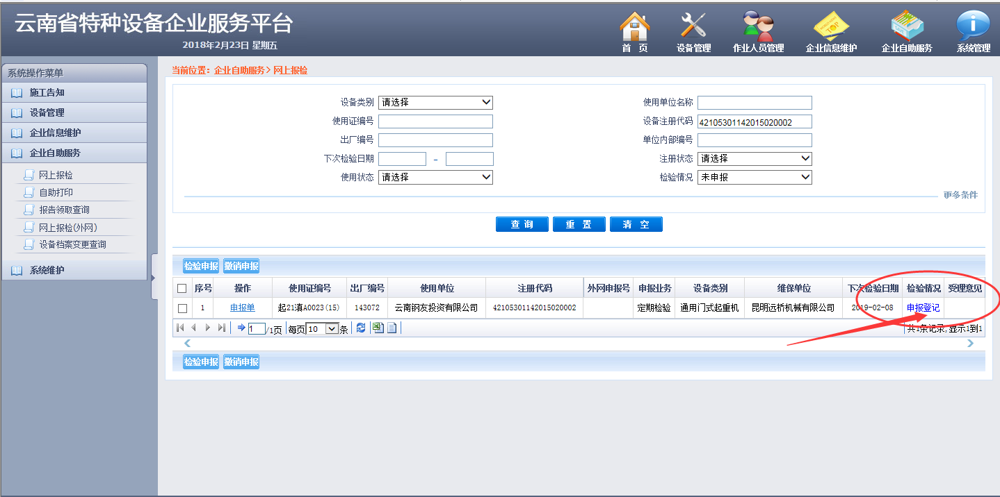 云南省特种设备企业服务平台
2018年2月23日 星期五
首 页
设备管理
作业人员管理
企业信息维护
企业自助服务
系统管理
系统操作菜单
施工告知
设备管理
企业信息维护
企业自助服务
网上报检
自助打印
报告领取查询
网上报检(外网)
设备档案变更查询
系统维护
当前位置：企业自助服务> 网上报检
设备类别 请选择 使用单位名称
使用证编号 设备注册代码 42105301142015020002
出厂编号 单位内部编号
下次检验日期 – 注册状态 请选择
使用状态 请选择 检验情况 未申报
更多条件
查 询 重 置 清 空
检验申报 撤销申报
序号 操作 使用证编号 出厂编号 使用单位 注册代码 外网申报号 申报业务 设备类别 维保单位 下次检验日期 检验情况 受理意见
1 申报单 起21滇A0023(15) 143072 云南钢友投资有限公司 42105301142015020002 定期检验 通用门式起重机 昆明远桥机械有限公司 2019-02-08 申报登记
1 /1页 每页 10 条 共1条记录,显示1到1
检验申报 撤销申报